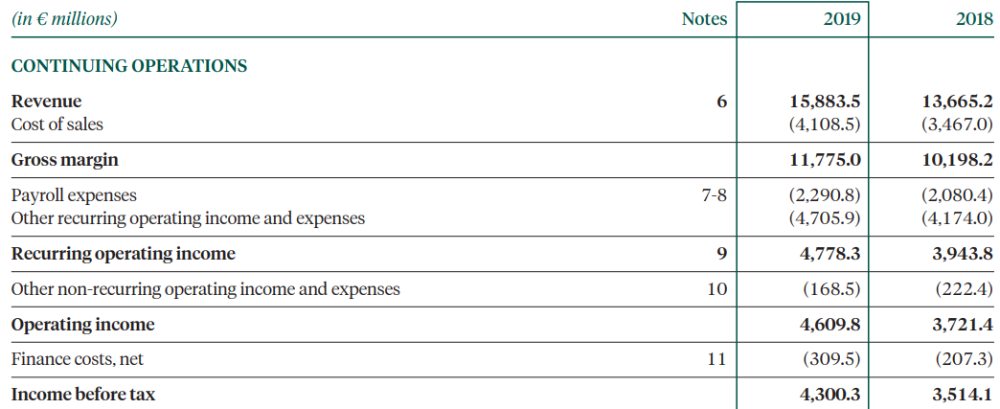 (in € millions) Notes 2019 2018
CONTINUING OPERATIONS
Revenue 6 15,883.5 13,665.2
Cost of sales (4,108.5) (3,467.0)
Gross margin 11,775.0 10,198.2
Payroll expenses 7-8 (2,290.8) (2,080.4)
Other recurring operating income and expenses (4,705.9) (4,174.0)
Recurring operating income 9 4,778.3 3,943.8
Other non-recurring operating income and expenses 10 (168.5) (222.4)
Operating income 4,609.8 3,721.4
Finance costs, net 11 (309.5) (207.3)
Income before tax 4,300.3 3,514.1